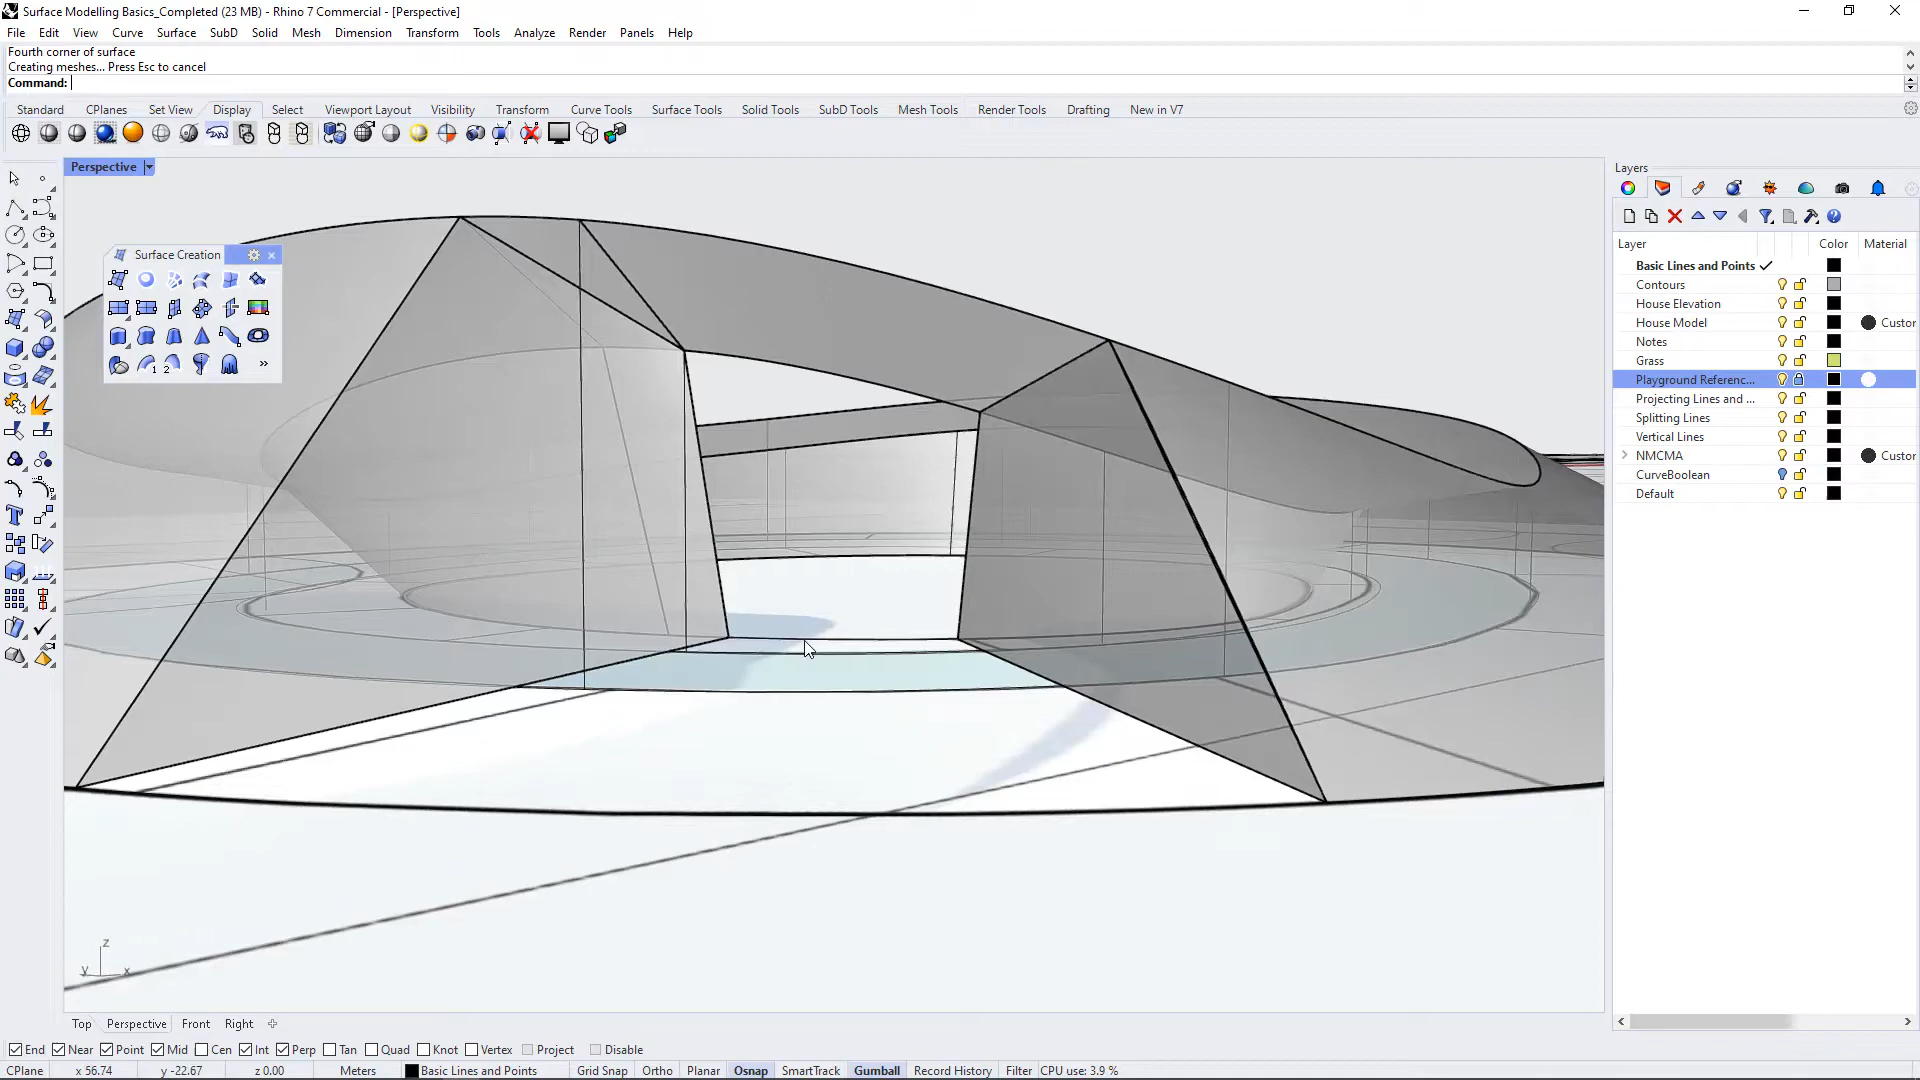 Surface Modelling Basics_Completed (23 MB) - Rhino 7 Commercial - [Perspective]
File Edit View Curve Surface SubD Solid Mesh Dimension Transform Tools Analyze Render Panels Help
Fourth corner of surface
Creating meshes... Press Esc to cancel
Command:
Standard CPlanes Set View Display Select Viewport Layout Visibility Transform Curve Tools Surface Tools Solid Tools SubD Tools Mesh Tools Render Tools Drafting New in V7
Perspective
Layers
Surface Creation
Layer Color Material
Basic Lines and Points
Contours
House Elevation
House Model Custor
Notes
Grass
Playground Referenc...
Projecting Lines and ...
Splitting Lines
Vertical Lines
NMCMA Custor
CurveBoolean
Default
1 2 »
z
y x
Top Perspective Front Right
End Near Point Mid Cen Int Perp Tan Quad Knot Vertex Project Disable
CPlane x 56.74 y -22.67 z 0.00 Meters Basic Lines and Points Grid Snap Ortho Planar Osnap SmartTrack Gumball Record History Filter CPU use: 3.9 %